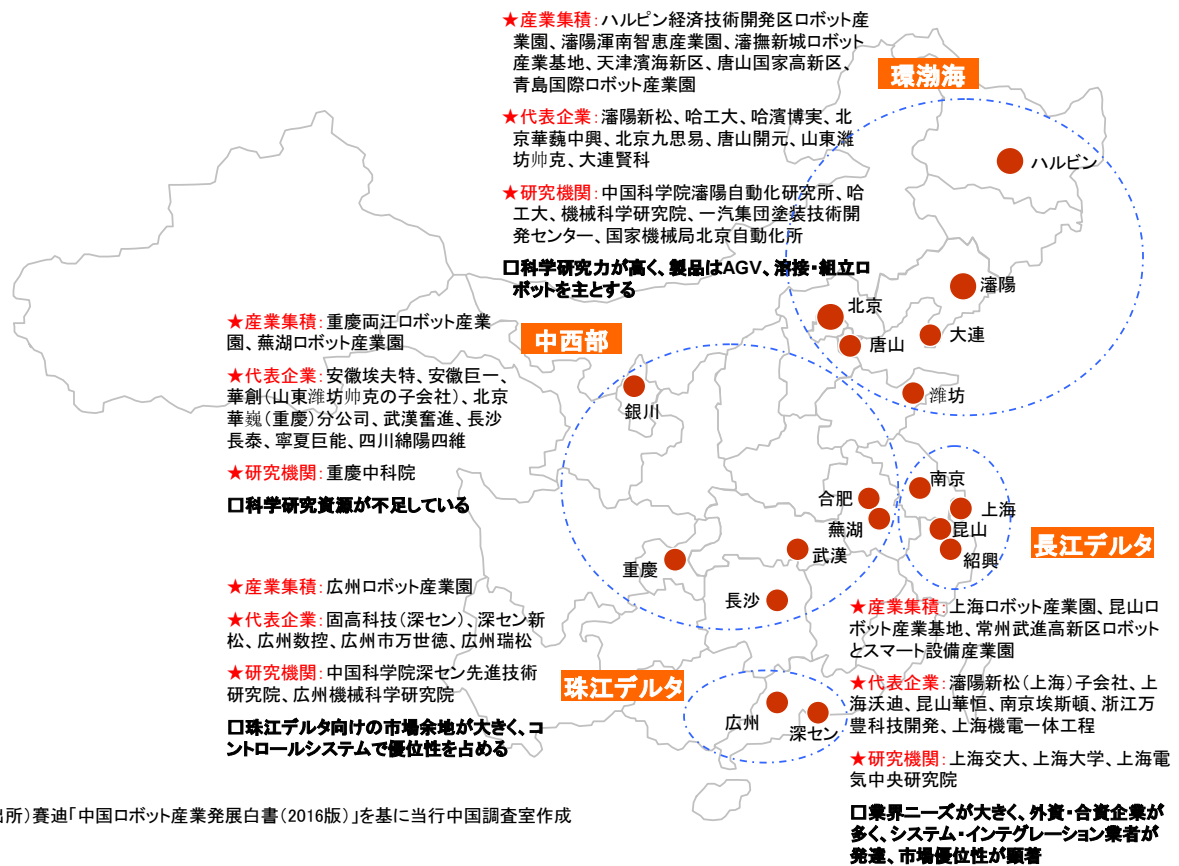 ★産業集積：ハルピン経済技術開発区ロボット産
業園、瀋陽渾南智恵産業園、瀋撫新城ロボット
産業基地、天津濱海新区、唐山国家高新区、
青島国際ロボット産業園
★代表企業：瀋陽新松、哈工大、哈濱博実、北
京華巍中興、北京九思易、唐山開元、山東濰
坊帅克、大連賢科
★研究機関：中国科学院瀋陽自動化研究所、哈
工大、機械科学研究院、一汽集団塗装技術開
発センター、国家機械局北京自動化所
□科学研究力が高く、製品はAGV、溶接・組立ロ
ボットを主とする
環渤海
ハルビン
瀋陽
北京
大連
唐山
濰坊
中西部
★産業集積：重慶両江ロボット産業
園、蕪湖ロボット産業園
★代表企業：安徽埃夫特、安徽巨一、
華創（山東濰坊帅克の子会社）、北京
華巍（重慶）分公司、武漢奮進、長沙
長泰、寧夏巨能、四川綿陽四維
★研究機関：重慶中科院
□科学研究資源が不足している
銀川
合肥
蕪湖
武漢
重慶
長沙
南京
上海
昆山
紹興
長江デルタ
★産業集積：上海ロボット産業園、昆山ロ
ボット産業基地、常州武進高新区ロボット
とスマート設備産業園
★代表企業：瀋陽新松（上海）子会社、上
海沃迪、昆山華恒、南京埃斯頓、浙江万
豊科技開発、上海機電一体工程
★研究機関：上海交大、上海大学、上海電
気中央研究院
□業界ニーズが大きく、外資・合資企業が
多く、システム・インテグレーション業者が
発達、市場優位性が顕著
★産業集積：広州ロボット産業園
★代表企業：固高科技（深セン）、深セン新
松、広州数控、広州市万世徳、広州瑞松
★研究機関：中国科学院深セン先進技術
研究院、広州機械科学研究院
□珠江デルタ向けの市場余地が大きく、コ
ントロールシステムで優位性を占める
珠江デルタ
広州
深セン
出所）賽迪「中国ロボット産業発展白書（2016版）」を基に当行中国調査室作成